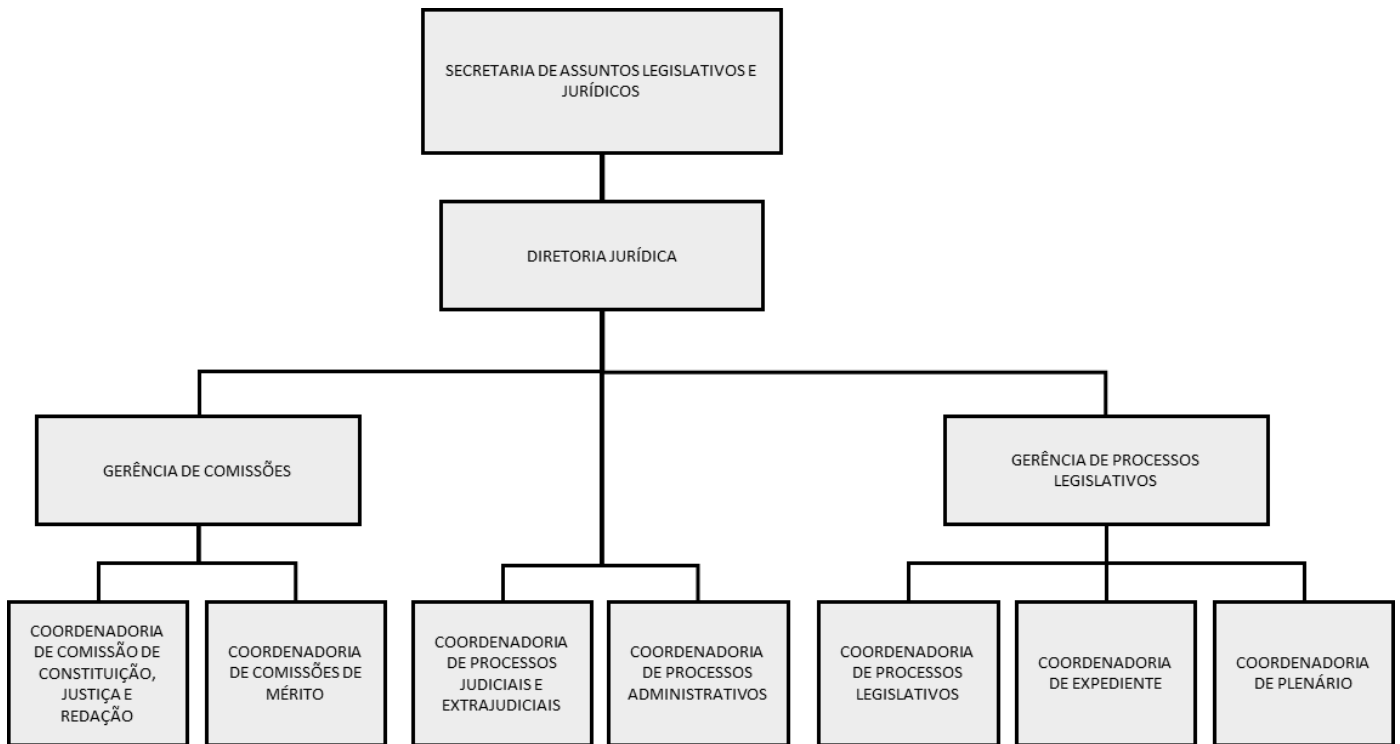 SECRETARIA DE ASSUNTOS LEGISLATIVOS E
JURÍDICOS
DIRETORIA JURÍDICA
GERÊNCIA DE COMISSÕES
GERÊNCIA DE PROCESSOS
LEGISLATIVOS
COORDENADORIA
DE COMISSÃO DE
CONSTITUIÇÃO,
JUSTIÇA E
REDAÇÃO
COORDENADORIA
DE COMISSÕES DE
MÉRITO
COORDENADORIA
DE PROCESSOS
JUDICIAIS E
EXTRAJUDICIAIS
COORDENADORIA
DE PROCESSOS
ADMINISTRATIVOS
COORDENADORIA
DE PROCESSOS
LEGISLATIVOS
COORDENADORIA
DE EXPEDIENTE
COORDENADORIA
DE PLENÁRIO